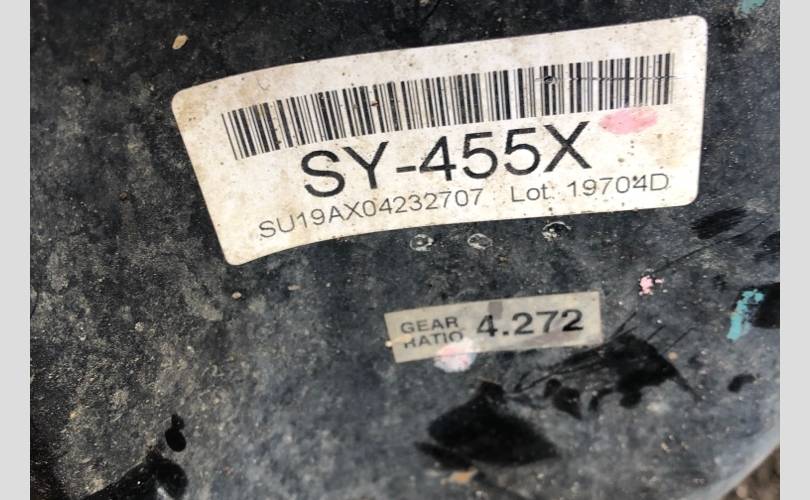 SY-455X
SU19AX04232707 Lot 19704D
GEAR
RATIO 4.272